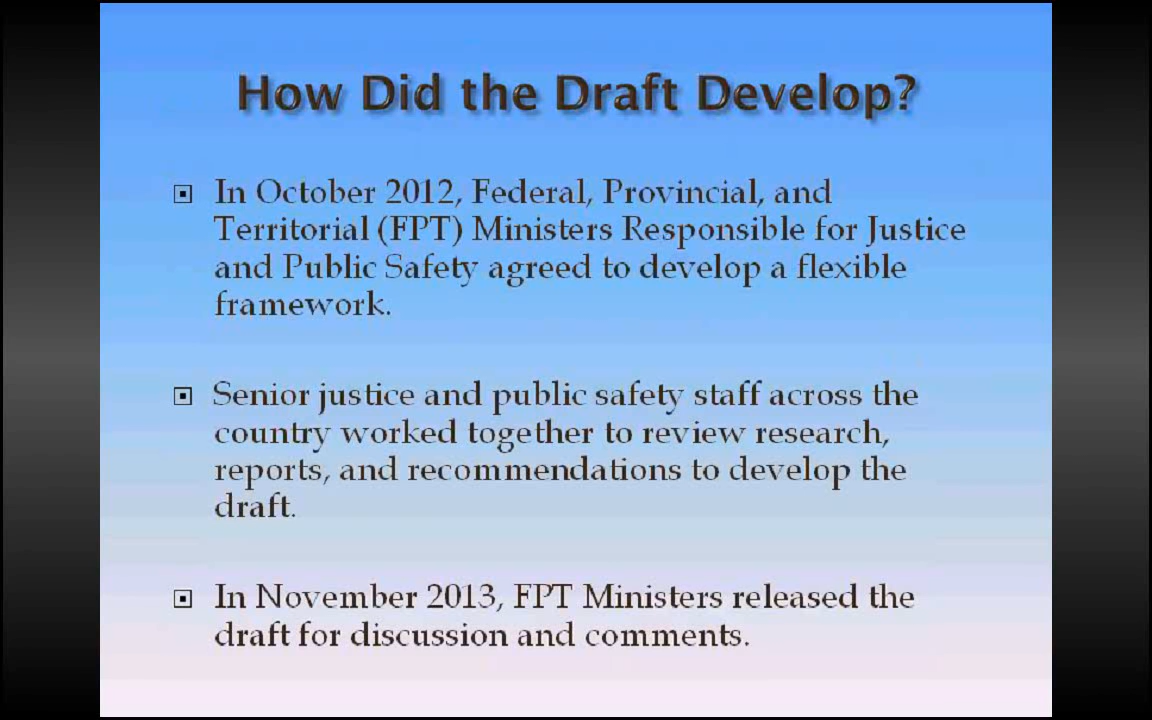 How Did the Draft Develop?
In October 2012, Federal, Provincial, and
Territorial (FPT) Ministers Responsible for Justice
and Public Safety agreed to develop a flexible
framework.
Senior justice and public safety staff across the
country worked together to review research,
reports, and recommendations to develop the
draft.
In November 2013, FPT Ministers released the
draft for discussion and comments.